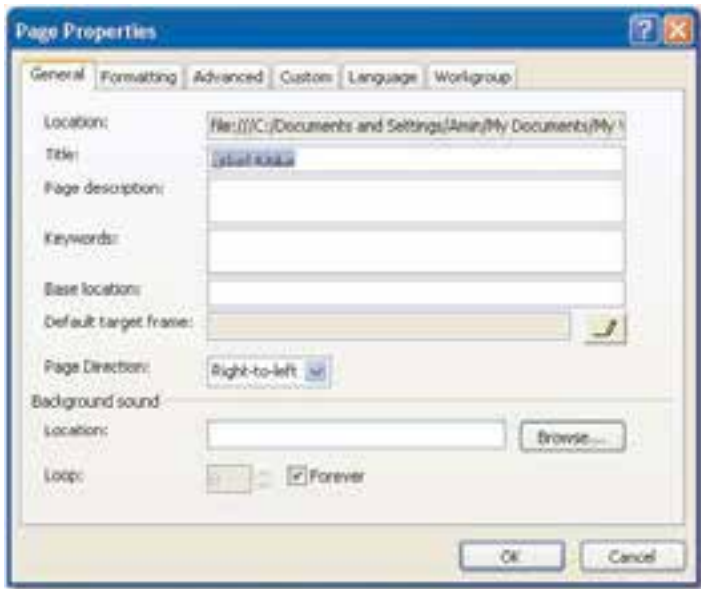 Page Properties
General Formatting Advanced Custom Language Workgroup
Location: file:///C:/Documents and Settings/Amin/My Documents/My
Title:
Page description:
Keywords:
Base location:
Default target frame:
Page Direction: Right-to-left
Background sound
Location: Browse...
Loop: 0 Forever
OK Cancel